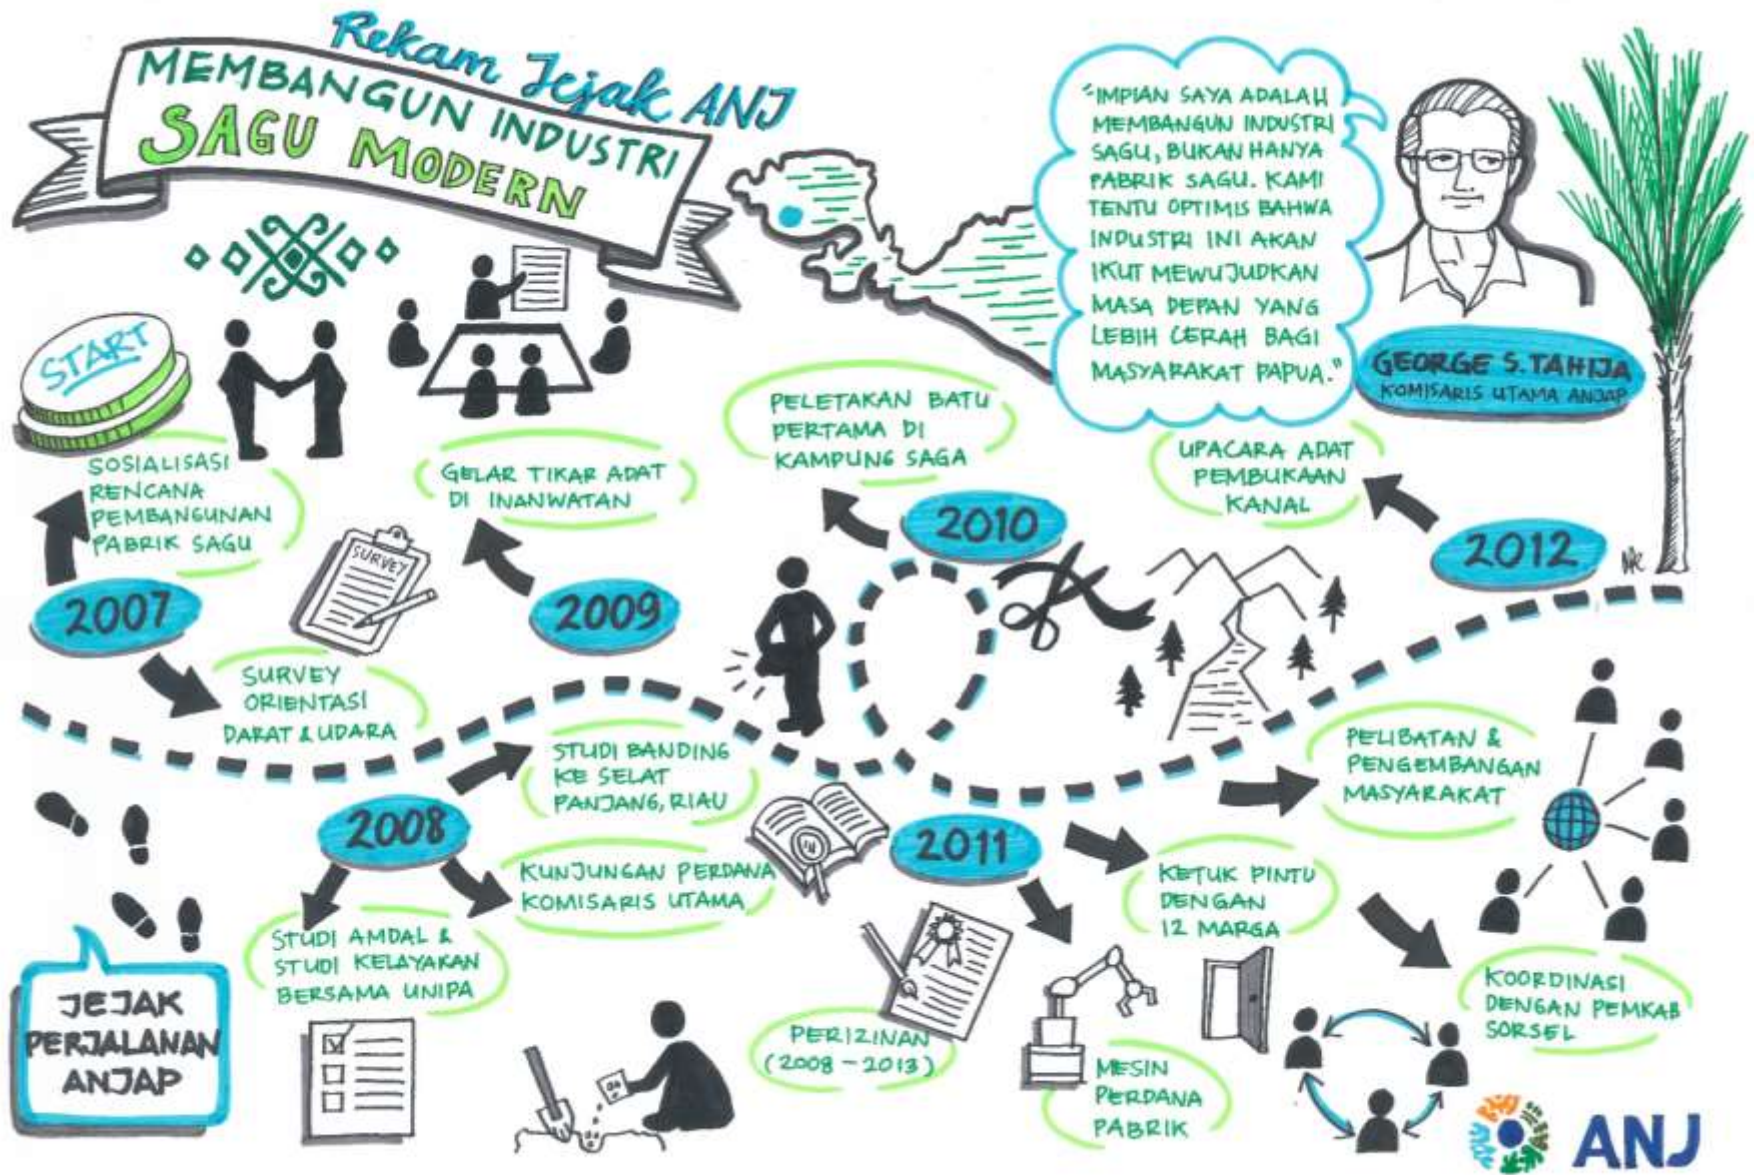 Rekam Jejak ANJ
MEMBANGUN INDUSTRI
SAGU MODERN
"IMPIAN SAYA ADALAH
MEMBANGUN INDUSTRI
SAGU, BUKAN HANYA
PABRIK SAGU. KAMI
TENTU OPTIMIS BAHWA
INDUSTRI INI AKAN
IKUT MEWUJUDKAN
MASA DEPAN YANG
LEBIH CERAH BAGI
MASYARAKAT PAPUA."
GEORGE S. TAHIJA
KOMISARIS UTAMA ANJAP
START
SOSIALISASI
RENCANA
PEMBANGUNAN
PABRIK SAGU
2007
SURVEY
SURVEY
ORIENTASI
DARAT & UDARA
GELAR TIKAR ADAT
DI INANWATAN
2009
PELETAKAN BATU
PERTAMA DI
KAMPUNG SAGA
2010
UPACARA ADAT
PEMBUKAAN
KANAL
2012
STUDI BANDING
KE SELAT
PANJANG, RIAU
2008
KUNJUNGAN PERDANA
KOMISARIS UTAMA
STUDI AMDAL &
STUDI KELAYAKAN
BERSAMA UNIPA
2011
PELIBATAN &
PENGEMBANGAN
MASYARAKAT
KETUK PINTU
DENGAN
12 MARGA
KOORDINASI
DENGAN PEMKAB
SORSEL
PERIZINAN
(2008-2013)
MESIN
PERDANA
PABRIK
JEJAK
PERJALANAN
ANJAP
ANJ